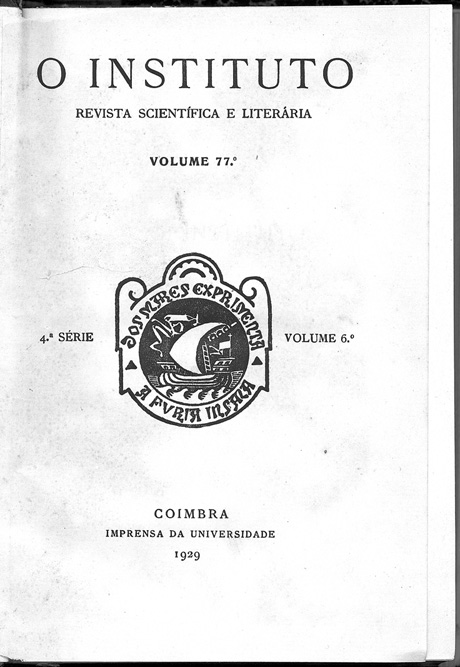 O INSTITUTO
REVISTA SCIENTÍFICA E LITERÁRIA
VOLUME 77.º
DOS MARES EXPRIMENTA
4.ª SÉRIE
VOLUME 6.º
A FVRIA INSANA
COIMBRA
IMPRENSA DA UNIVERSIDADE
1929